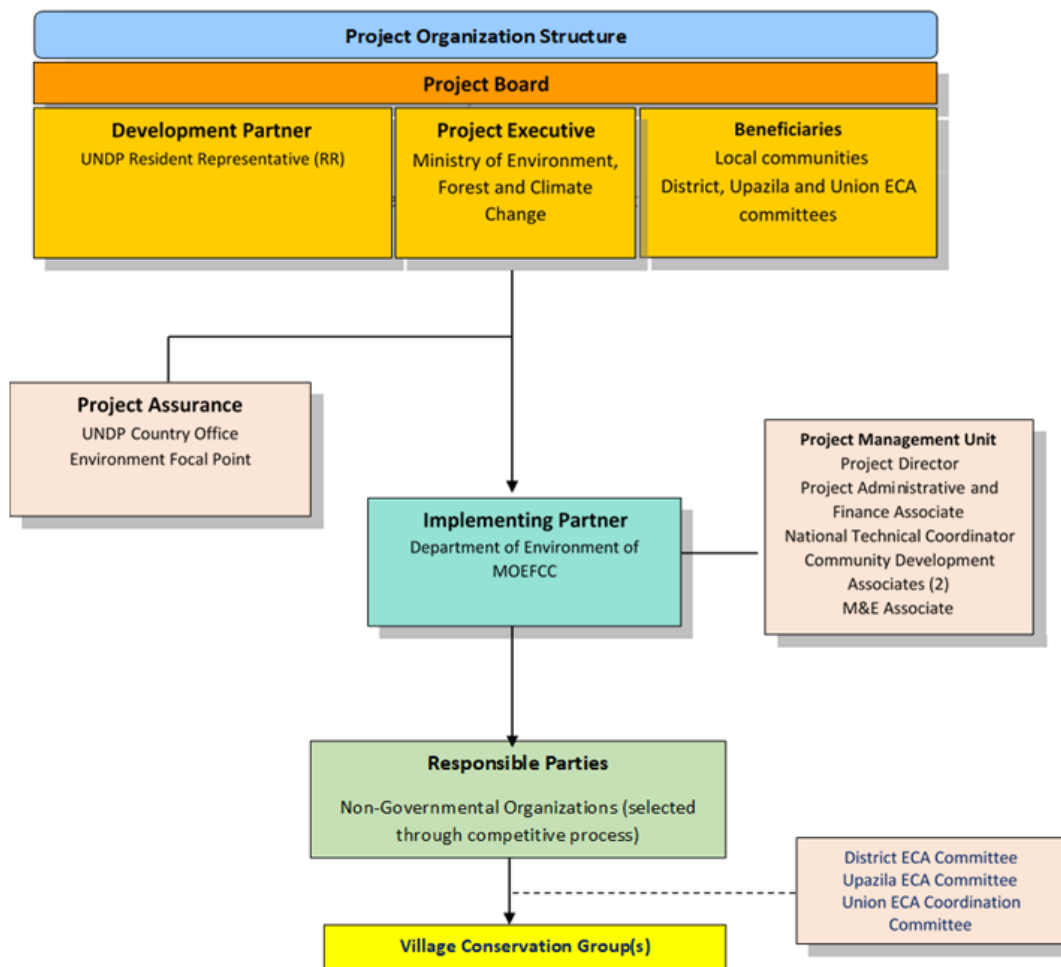 Project Organization Structure
Project Board
Development Partner
UNDP Resident Representative (RR)
Project Executive
Ministry of Environment,
Forest and Climate
Change
Beneficiaries
Local communities
District, Upazila and Union ECA
committees
Project Assurance
UNDP Country Office
Environment Focal Point
Project Management Unit
Project Director
Project Administrative and
Finance Associate
National Technical Coordinator
Community Development
Associates (2)
M&E Associate
Implementing Partner
Department of Environment of
MOEFCC
Responsible Parties
Non-Governmental Organizations (selected
through competitive process)
District ECA Committee
Upazila ECA Committee
Union ECA Coordination
Committee
Village Conservation Group(s)